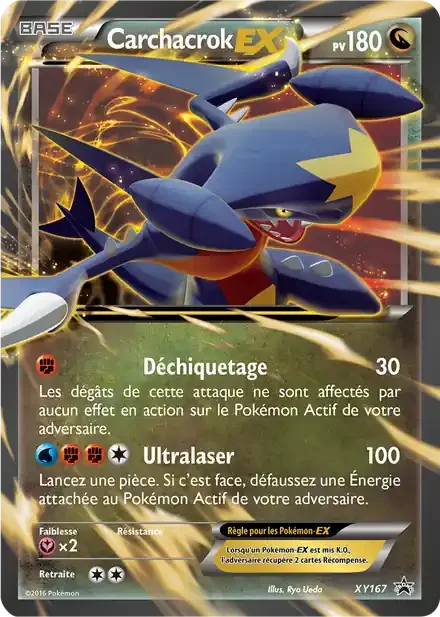 BASE
Carchacrok EX PV180
Déchiquetage 30
Les dégâts de cette attaque ne sont affectés par
aucun effet en action sur le Pokémon Actif de votre
adversaire.
Ultralaser 100
Lancez une pièce. Si c'est face, défaussez une Énergie
attachée au Pokémon Actif de votre adversaire.
Faiblesse Résistance
×2
Règle pour les Pokémon-EX
Lorsqu'un Pokémon-EX est mis K.O.,
l'adversaire récupère 2 cartes Récompense.
Retraite
©2016 Pokémon Illus. Ryo Ueda XY167
PROMO